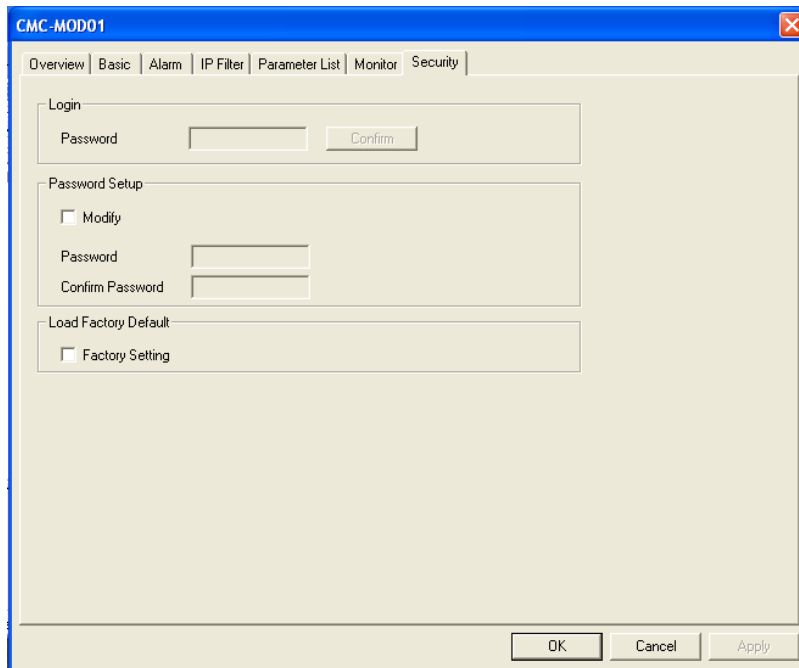 CMC-MOD01
Overview Basic Alarm IP Filter Parameter List Monitor Security
Login
Password Confirm
Password Setup
Modify
Password
Confirm Password
Load Factory Default
Factory Setting
OK Cancel Apply